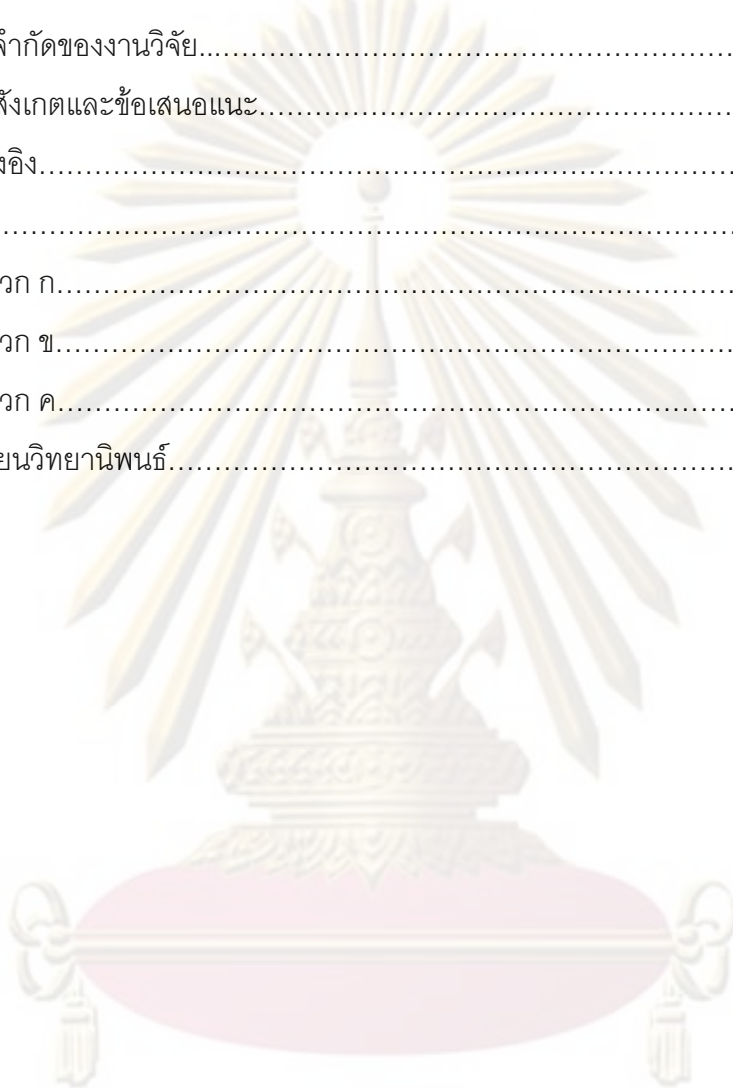 จำกัดของงานวิจัย...……………………………………………………
สังเกตและข้อเสนอแนะ………………………………………………
งอิง……………………………………………………………………
………………………………………………………………………
วก ก……………………………………………………………………
วก ข……………………………………………………………………
วก ค……………………………………………………………………
ยนวิทยานิพนธ์…………………………………………………………